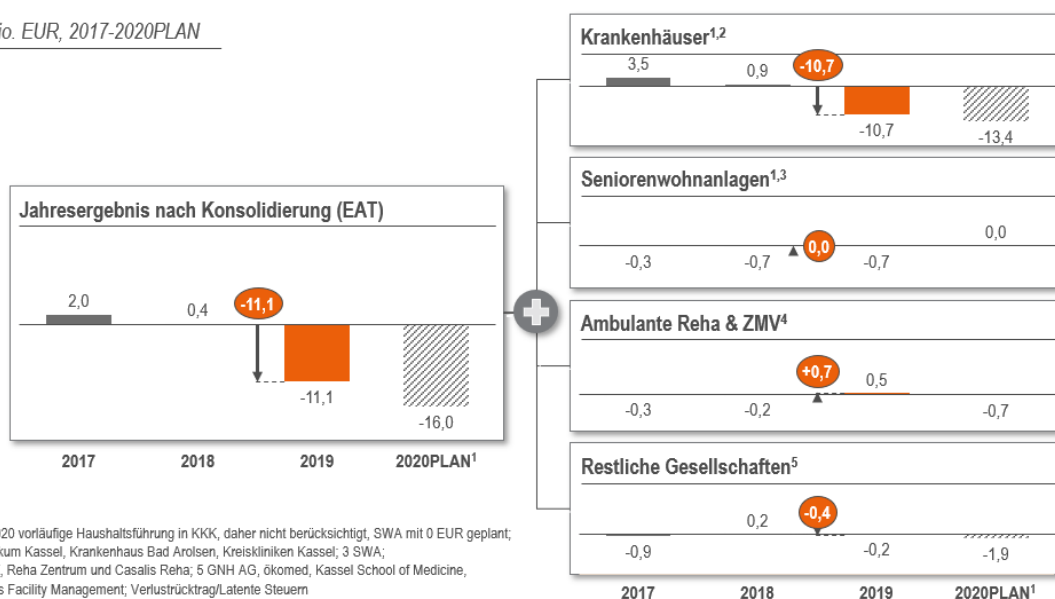 io. EUR, 2017-2020PLAN
Jahresergebnis nach Konsolidierung (EAT)
2,0
0,4
-11,1
-11,1
-16,0
2017 2018 2019 2020PLAN¹
Krankenhäuser¹,²
3,5
0,9
-10,7
-10,7
-13,4
Seniorenwohnanlagen¹,³
-0,3
-0,7
0,0
-0,7
0,0
Ambulante Reha & ZMV⁴
-0,3
-0,2
+0,7
0,5
-0,7
Restliche Gesellschaften⁵
-0,9
0,2
-0,4
-0,2
-1,9
2017 2018 2019 2020PLAN¹
20 vorläufige Haushaltsführung in KKK, daher nicht berücksichtigt, SWA mit 0 EUR geplant;
kum Kassel, Krankenhaus Bad Arolsen, Kreiskliniken Kassel; 3 SWA;
, Reha Zentrum und Casalis Reha; 5 GNH AG, ökomed, Kassel School of Medicine,
s Facility Management; Verlustrücktrag/Latente Steuern